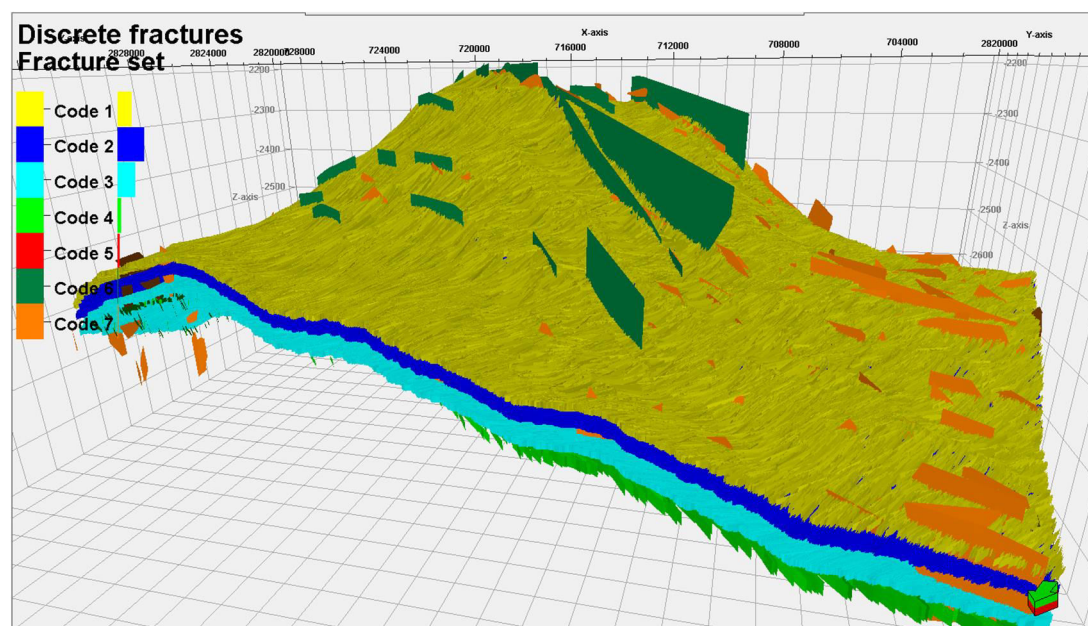 Discrete fractures
Fracture set
X-axis
Y-axis
2828000
2824000
2820000
728000
724000
720000
716000
712000
708000
704000
2820000
-2200
-2300
-2400
-2500
Z-axis
-2200
-2300
-2400
-2500
-2600
Z-axis
Code 1
Code 2
Code 3
Code 4
Code 5
Code 6
Code 7